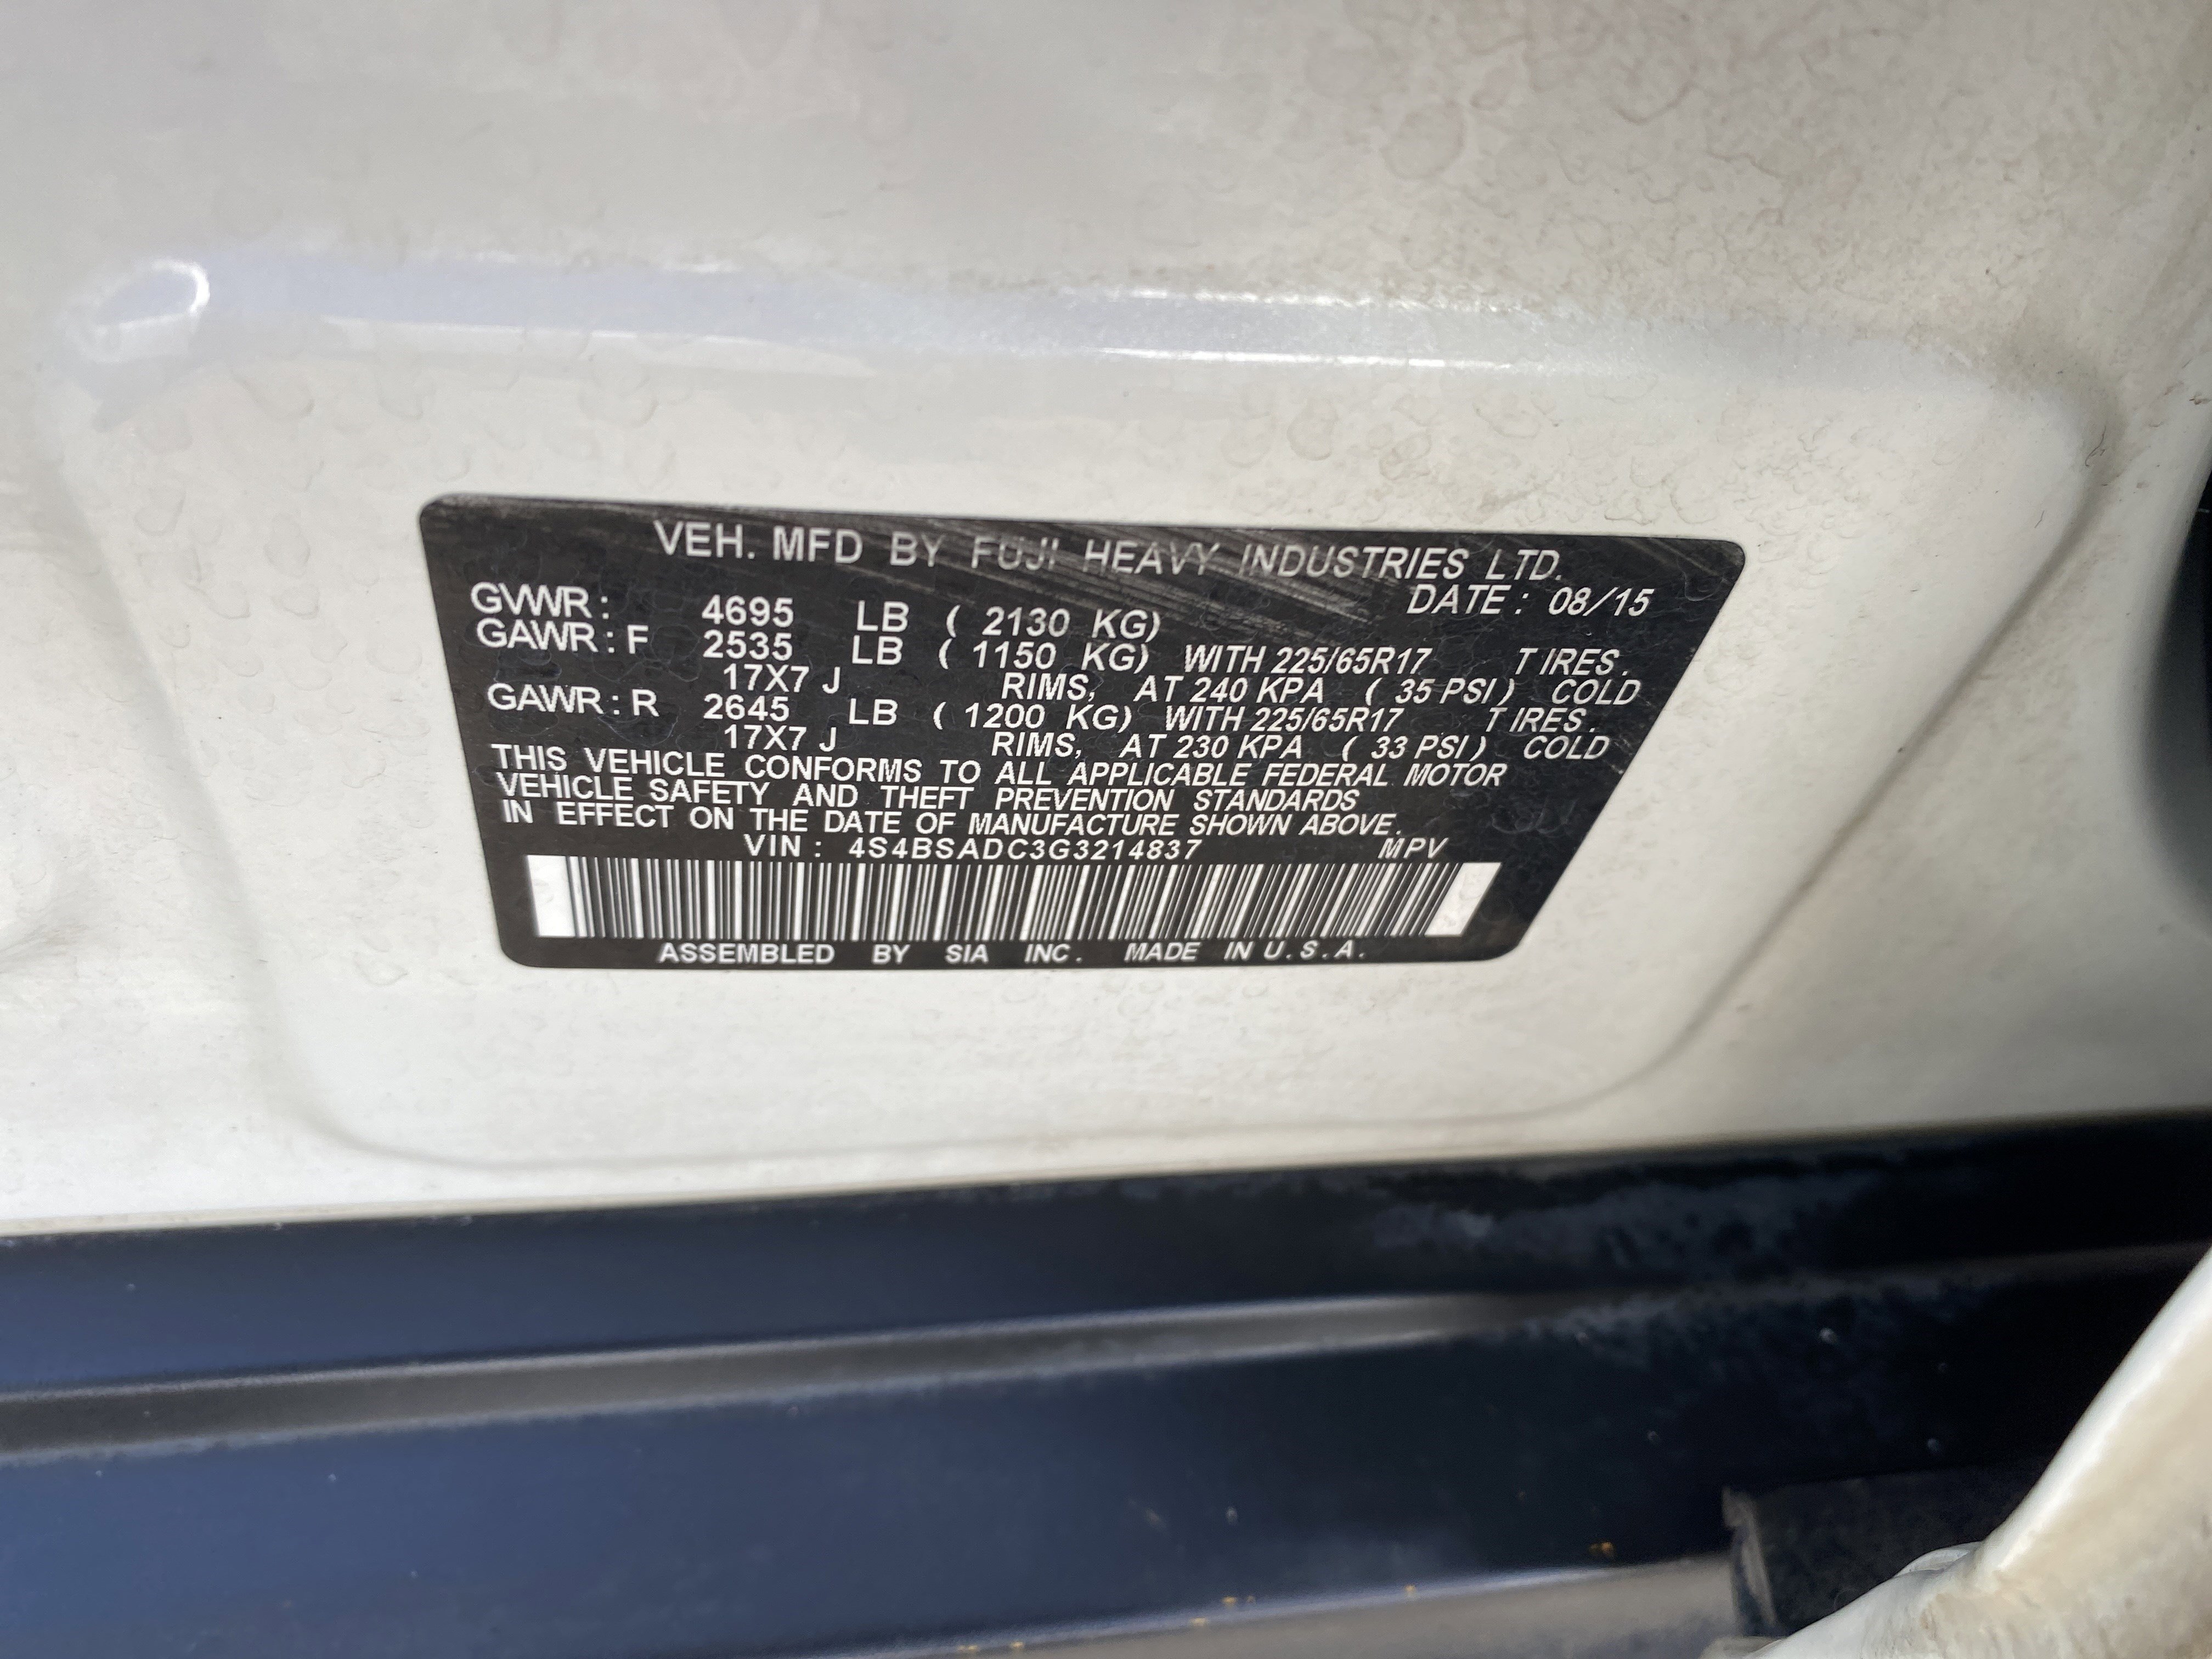 VEH. MFD BY FUJI HEAVY INDUSTRIES LTD.
DATE: 08/15
GVWR: 4695 LB ( 2130 KG)
GAWR: F 2535 LB ( 1150 KG) WITH 225/65R17 TIRES.
17X7 J RIMS, AT 240 KPA ( 35 PSI) COLD
GAWR: R 2645 LB ( 1200 KG) WITH 225/65R17 TIRES.
17X7 J RIMS, AT 230 KPA ( 33 PSI) COLD
THIS VEHICLE CONFORMS TO ALL APPLICABLE FEDERAL MOTOR
VEHICLE SAFETY AND THEFT PREVENTION STANDARDS
IN EFFECT ON THE DATE OF MANUFACTURE SHOWN ABOVE.
VIN: 4S4BSADC3G3214837 MPV
ASSEMBLED BY SIA INC. MADE IN U.S.A.